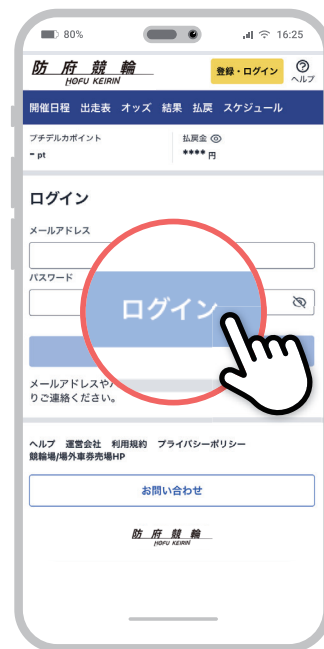 80% 16:25
防府競輪
HOFU KEIRIN
登録・ログイン
ヘルプ
開催日程 出走表 オッズ 結果 払戻 スケジュール
プチデルカポイント
- pt
払戻金
**** 円
ログイン
メールアドレス
パスワード
ログイン
メールアドレスや
りご連絡ください。
ヘルプ 運営会社 利用規約 プライバシーポリシー
競輪場/場外車券売場HP
お問い合わせ
防府競輪
HOFU KEIRIN